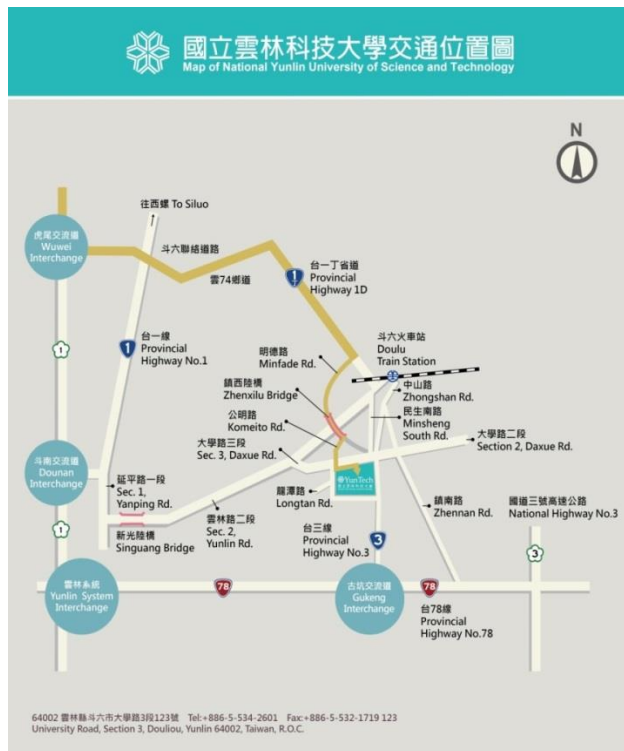 國立雲林科技大學交通位置圖
Map of National Yunlin University of Science and Technology
N
往西螺 To Siluo
虎尾交流道
Wuwei
Interchange
斗六聯絡道路
雲74鄉道
1
台一丁省道
Provincial
Highway 1D
1
1
台一線
Provincial
Highway No.1
斗六火車站
Doulu
Train Station
明德路
Minfade Rd.
鎮西陸橋
Zhenxilu Bridge
中山路
Zhongshan Rd.
公明路
Komeito Rd.
民生南路
Minsheng
South Rd.
大學路三段
Sec. 3, Daxue Rd.
大學路二段
Section 2, Daxue Rd.
斗南交流道
Dounan
Interchange
延平路一段
Sec. 1,
Yanping Rd.
YunTech
龍潭路
Longtan Rd.
鎮南路
Zhennan Rd.
國道三號高速公路
National Highway No.3
雲林路二段
Sec. 2,
Yunlin Rd.
台三線
Provincial
Highway No.3
3
1
新光陸橋
Singuang Bridge
3
雲林系統
Yunlin System
Interchange
78
古坑交流道
Gukeng
Interchange
78
台78線
Provincial
Highway No.78
64002 雲林縣斗六市大學路3段123號 Tel:+886-5-534-2601 Fax:+886-5-532-1719 123
University Road, Section 3, Douliou, Yunlin 64002, Taiwan, R.O.C.